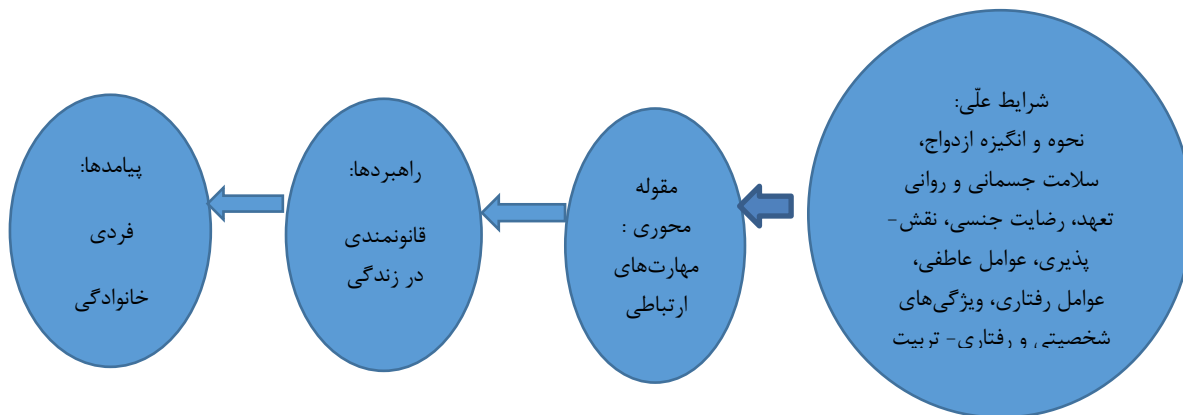 شرایط علّی:
نحوه و انگیزه ازدواج،
سلامت جسمانی و روانی
تعهد، رضایت جنسی، نقش-
پذیری، عوامل عاطفی،
عوامل رفتاری، ویژگی‌های
شخصیتی و رفتاری- تربیت
مقوله
محوری :
مهارت‌های
ارتباطی
راهبردها:
قانونمندی
در زندگی
پیامدها:
فردی
خانوادگی